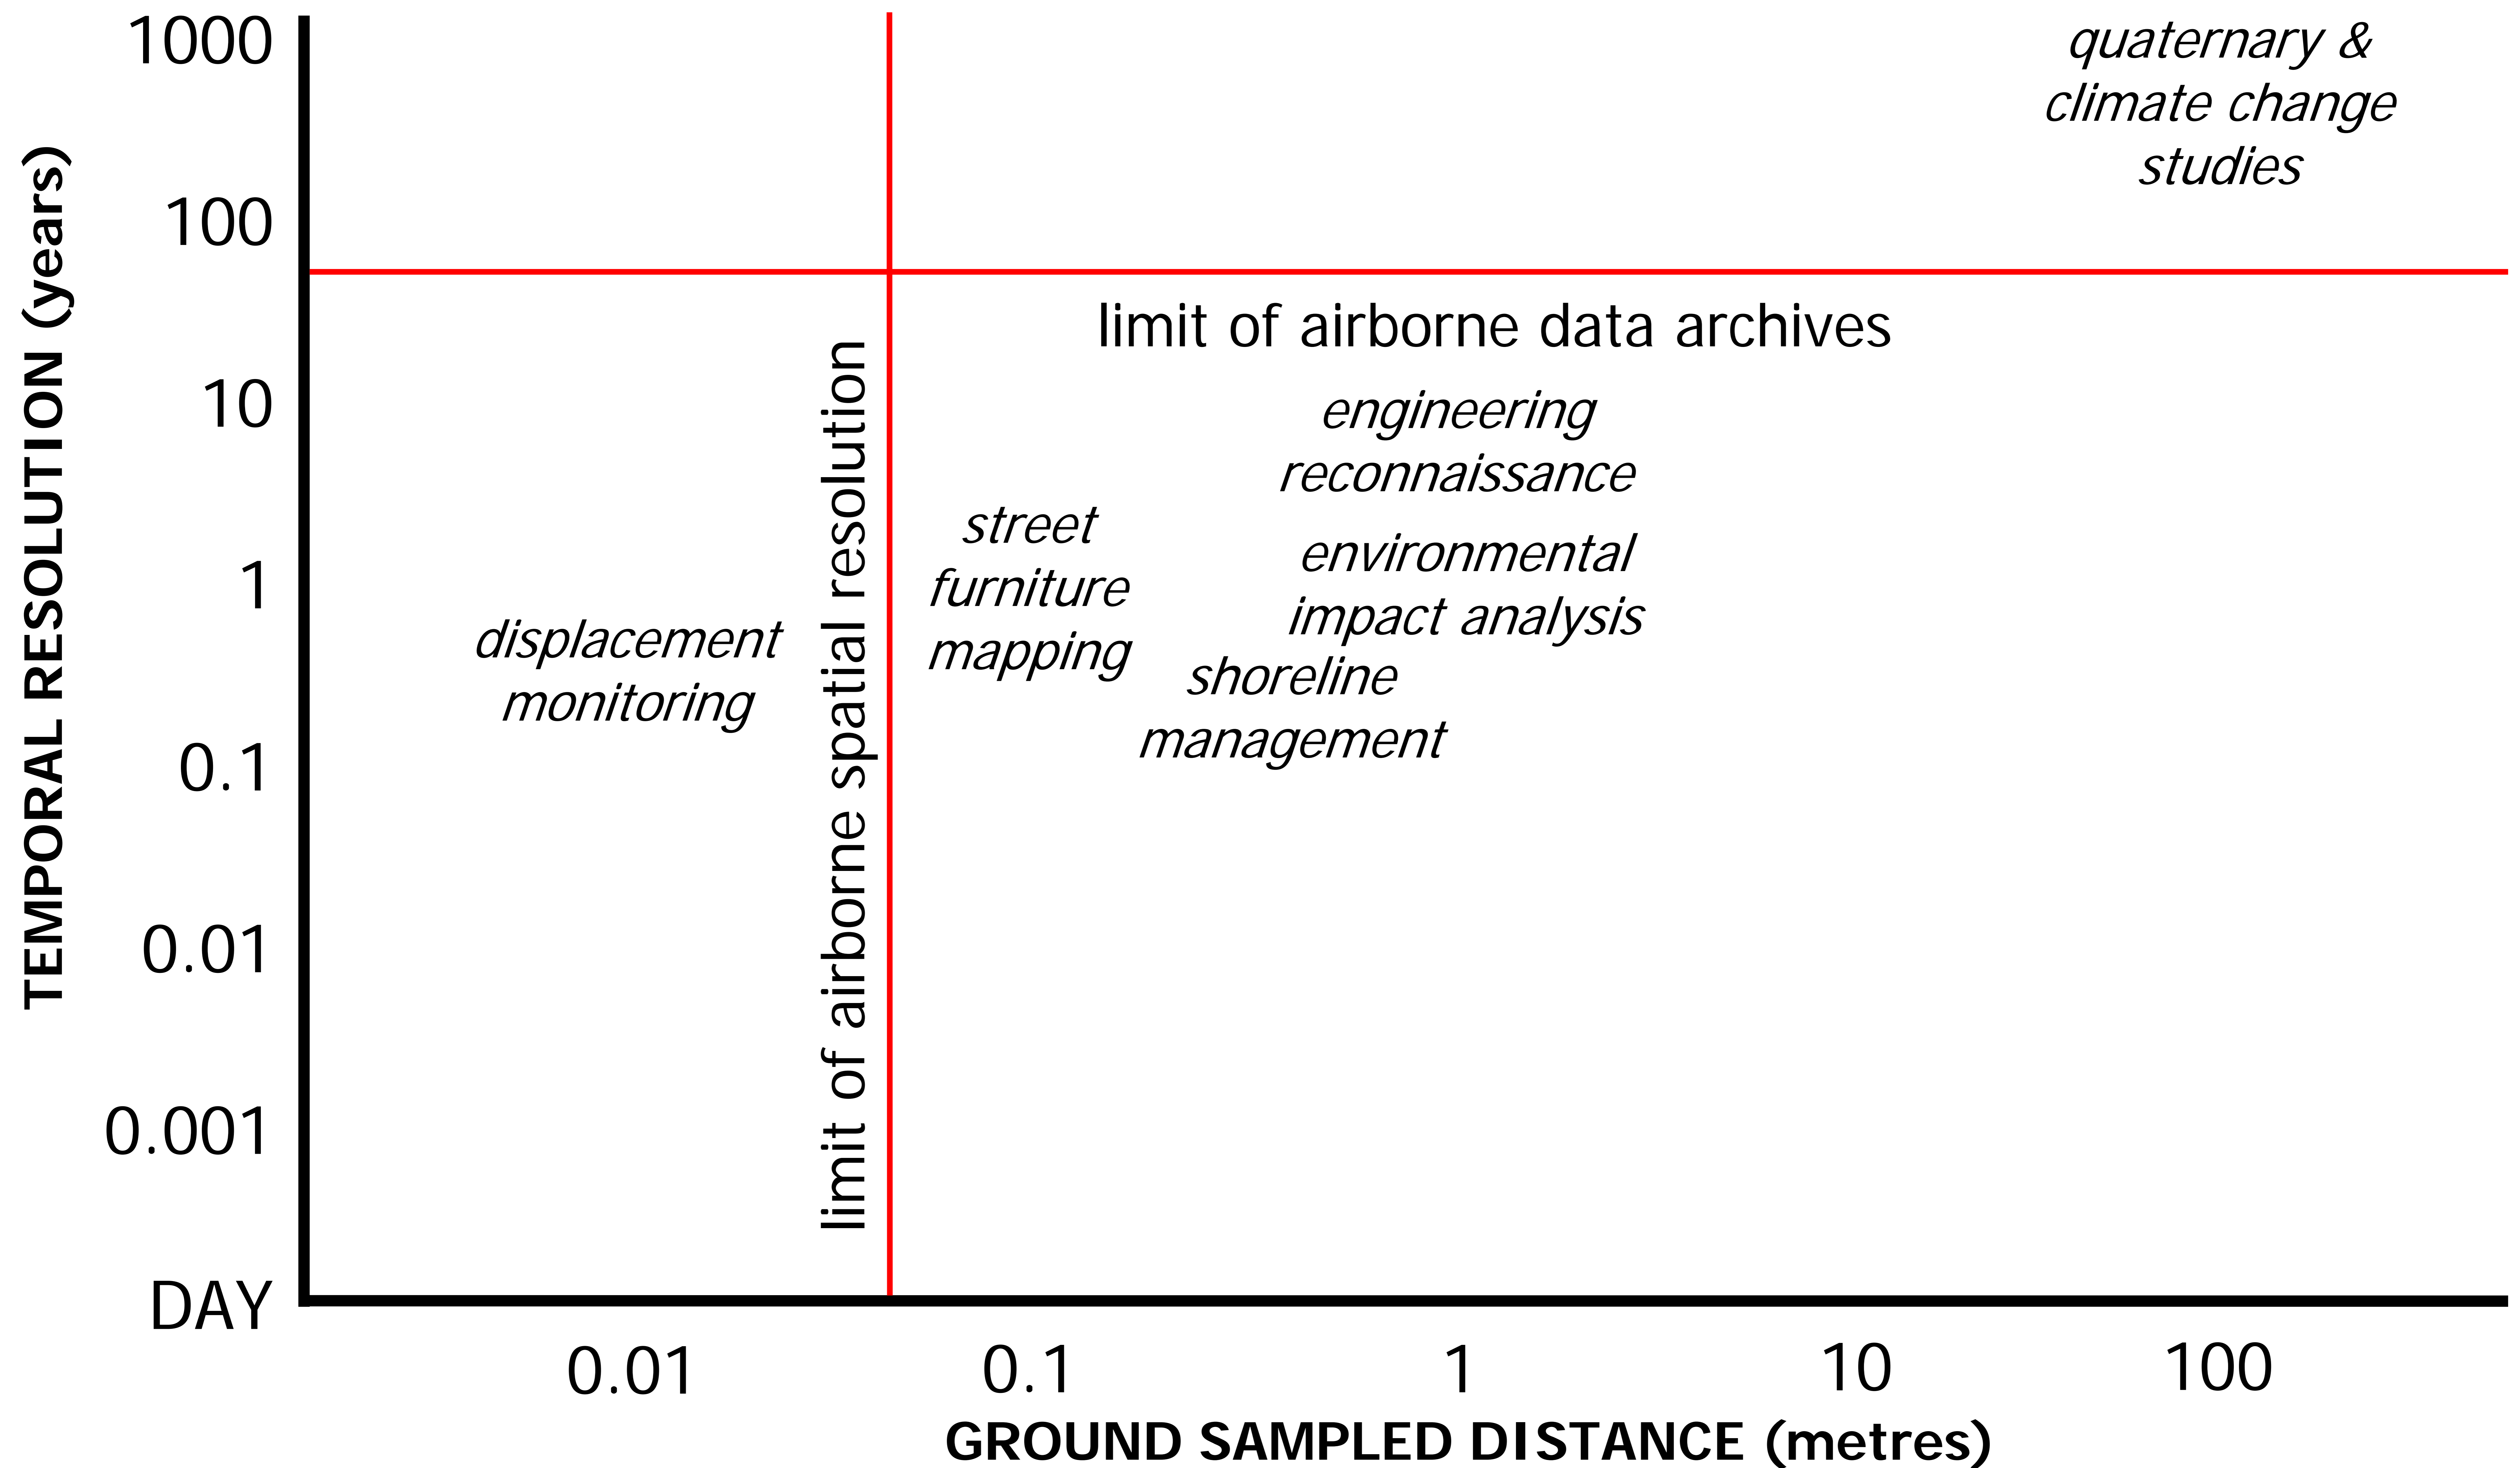 1000
100
10
1
0.1
0.01
0.001
DAY
TEMPORAL RESOLUTION (years)
quaternary &
climate change
studies
limit of airborne data archives
limit of airborne spatial resolution
engineering
reconnaissance
street
furniture
mapping
environmental
impact analysis
displacement
monitoring
shoreline
management
0.01
0.1
1
10
100
GROUND SAMPLED DISTANCE (metres)